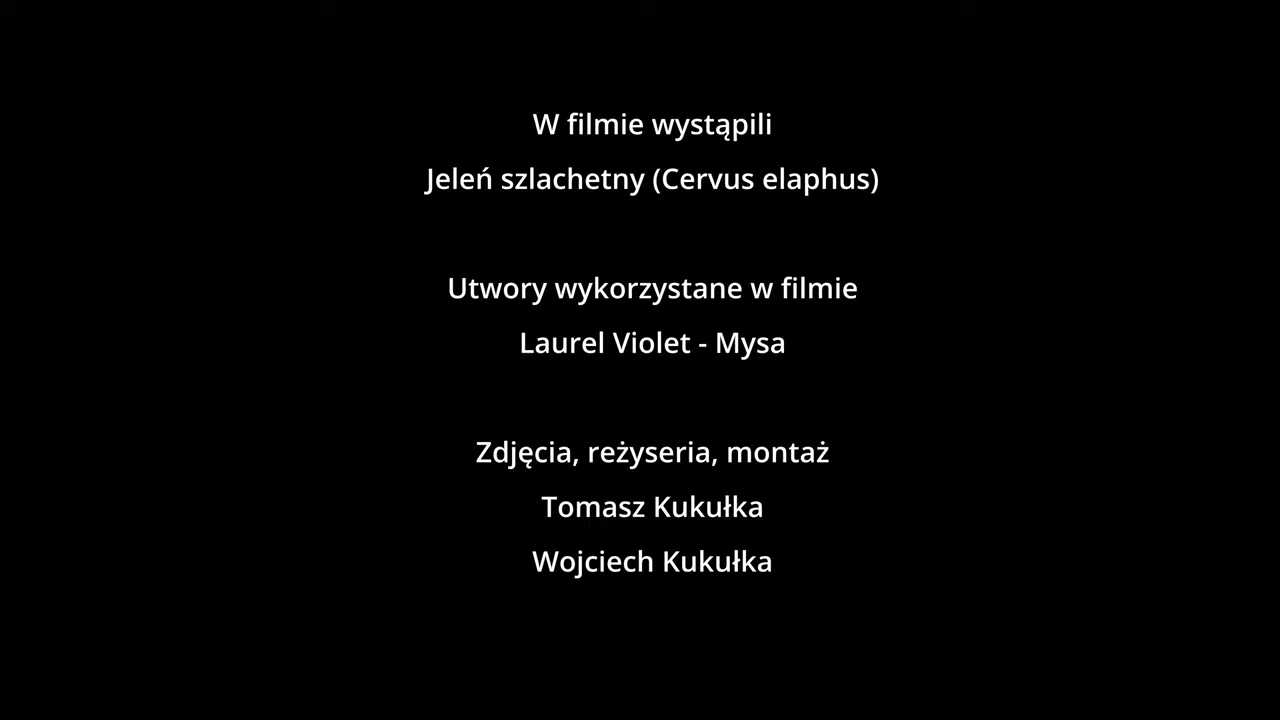 W filmie wystąpili
Jeleń szlachetny (Cervus elaphus)
Utwory wykorzystane w filmie
Laurel Violet - Mysa
Zdjęcia, reżyseria, montaż
Tomasz Kukułka
Wojciech Kukułka